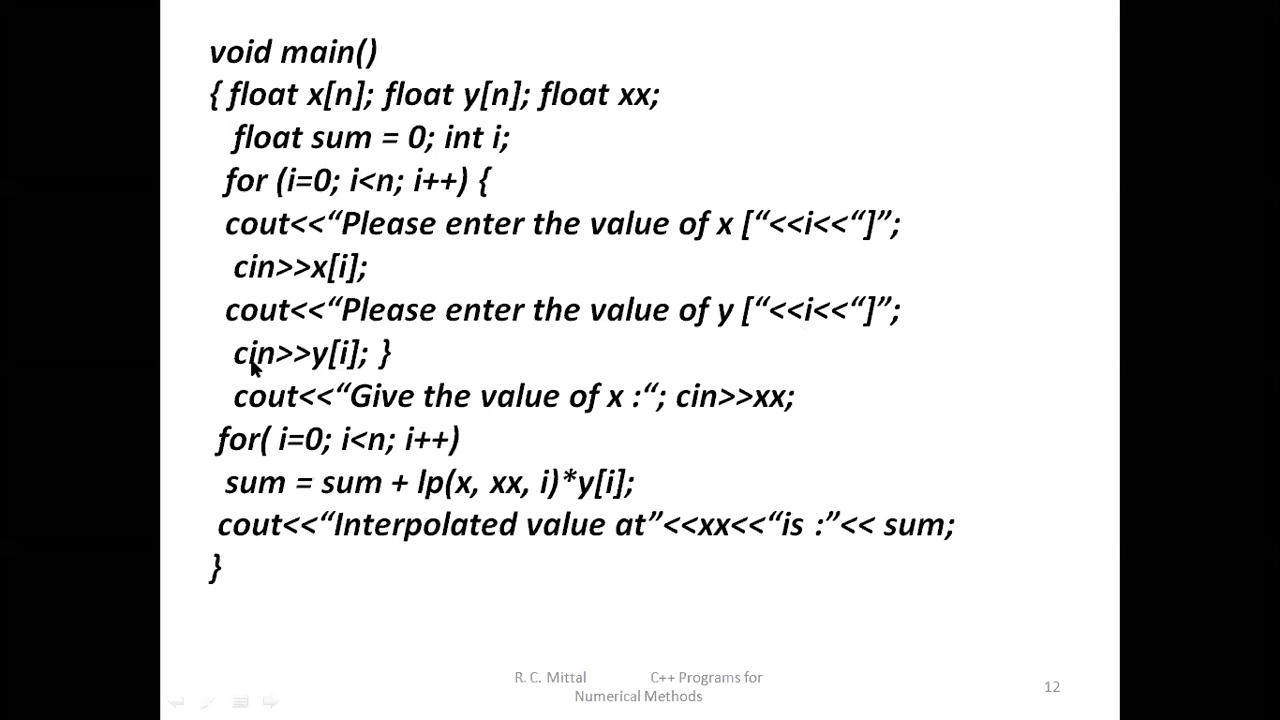 void main()
{ float x[n]; float y[n]; float xx;
float sum = 0; int i;
for (i=0; i<n; i++) {
cout<<“Please enter the value of x [“<<i<<“]”;
cin>>x[i];
cout<<“Please enter the value of y [“<<i<<“]”;
cin>>y[i]; }
cout<<“Give the value of x :“; cin>>xx;
for( i=0; i<n; i++)
sum = sum + lp(x, xx, i)*y[i];
cout<<“Interpolated value at”<<xx<<“is :”<< sum;
}
R. C. Mittal C++ Programs for
Numerical Methods
12